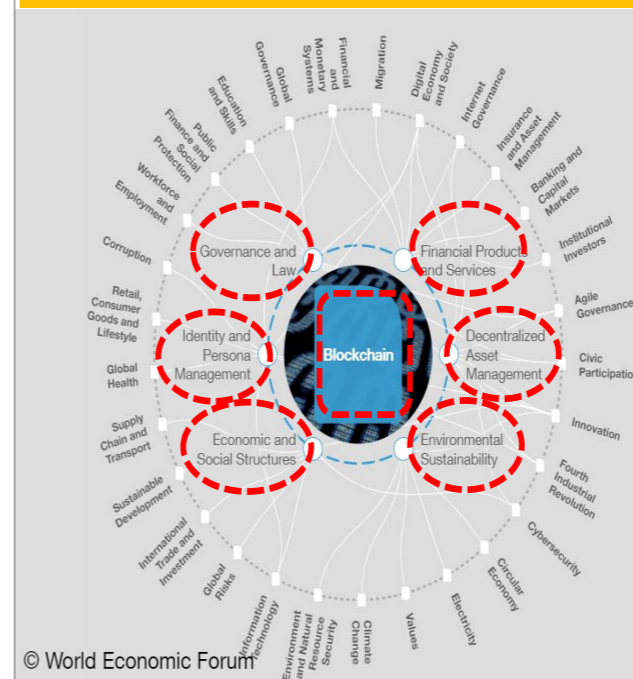 Financial
and
Monetary
Systems
Migration
Digital
Economy
and Society
Internet
Governance
Insurance
and Asset
Management
Banking and
Capital
Markets
Institutional
Investors
Agile
Governance
Civic
Participatio
Innovation
Fourth
Industrial
Revolution
Cybersecurity
Circular
Economy
Electricity
Values
Climate
Change
Environment
and Natural
Resource
Security
Information
Technology
Global
Risks
International
Trade and
Investment
Sustainable
Development
Supply
Chain and
Transport
Global
Health
Retail,
Consumer
Goods and
Lifestyle
Corruption
Workforce
and
Employment
Public
Finance and
Social
Protection
Education
and Skills
Global
Governance
Governance and
Law
Financial Products
and Services
Identity and
Persona
Management
Blockchain
Decentralized
Asset
Management
Economic and
Social Structures
Environmental
Sustainability
© World Economic Forum